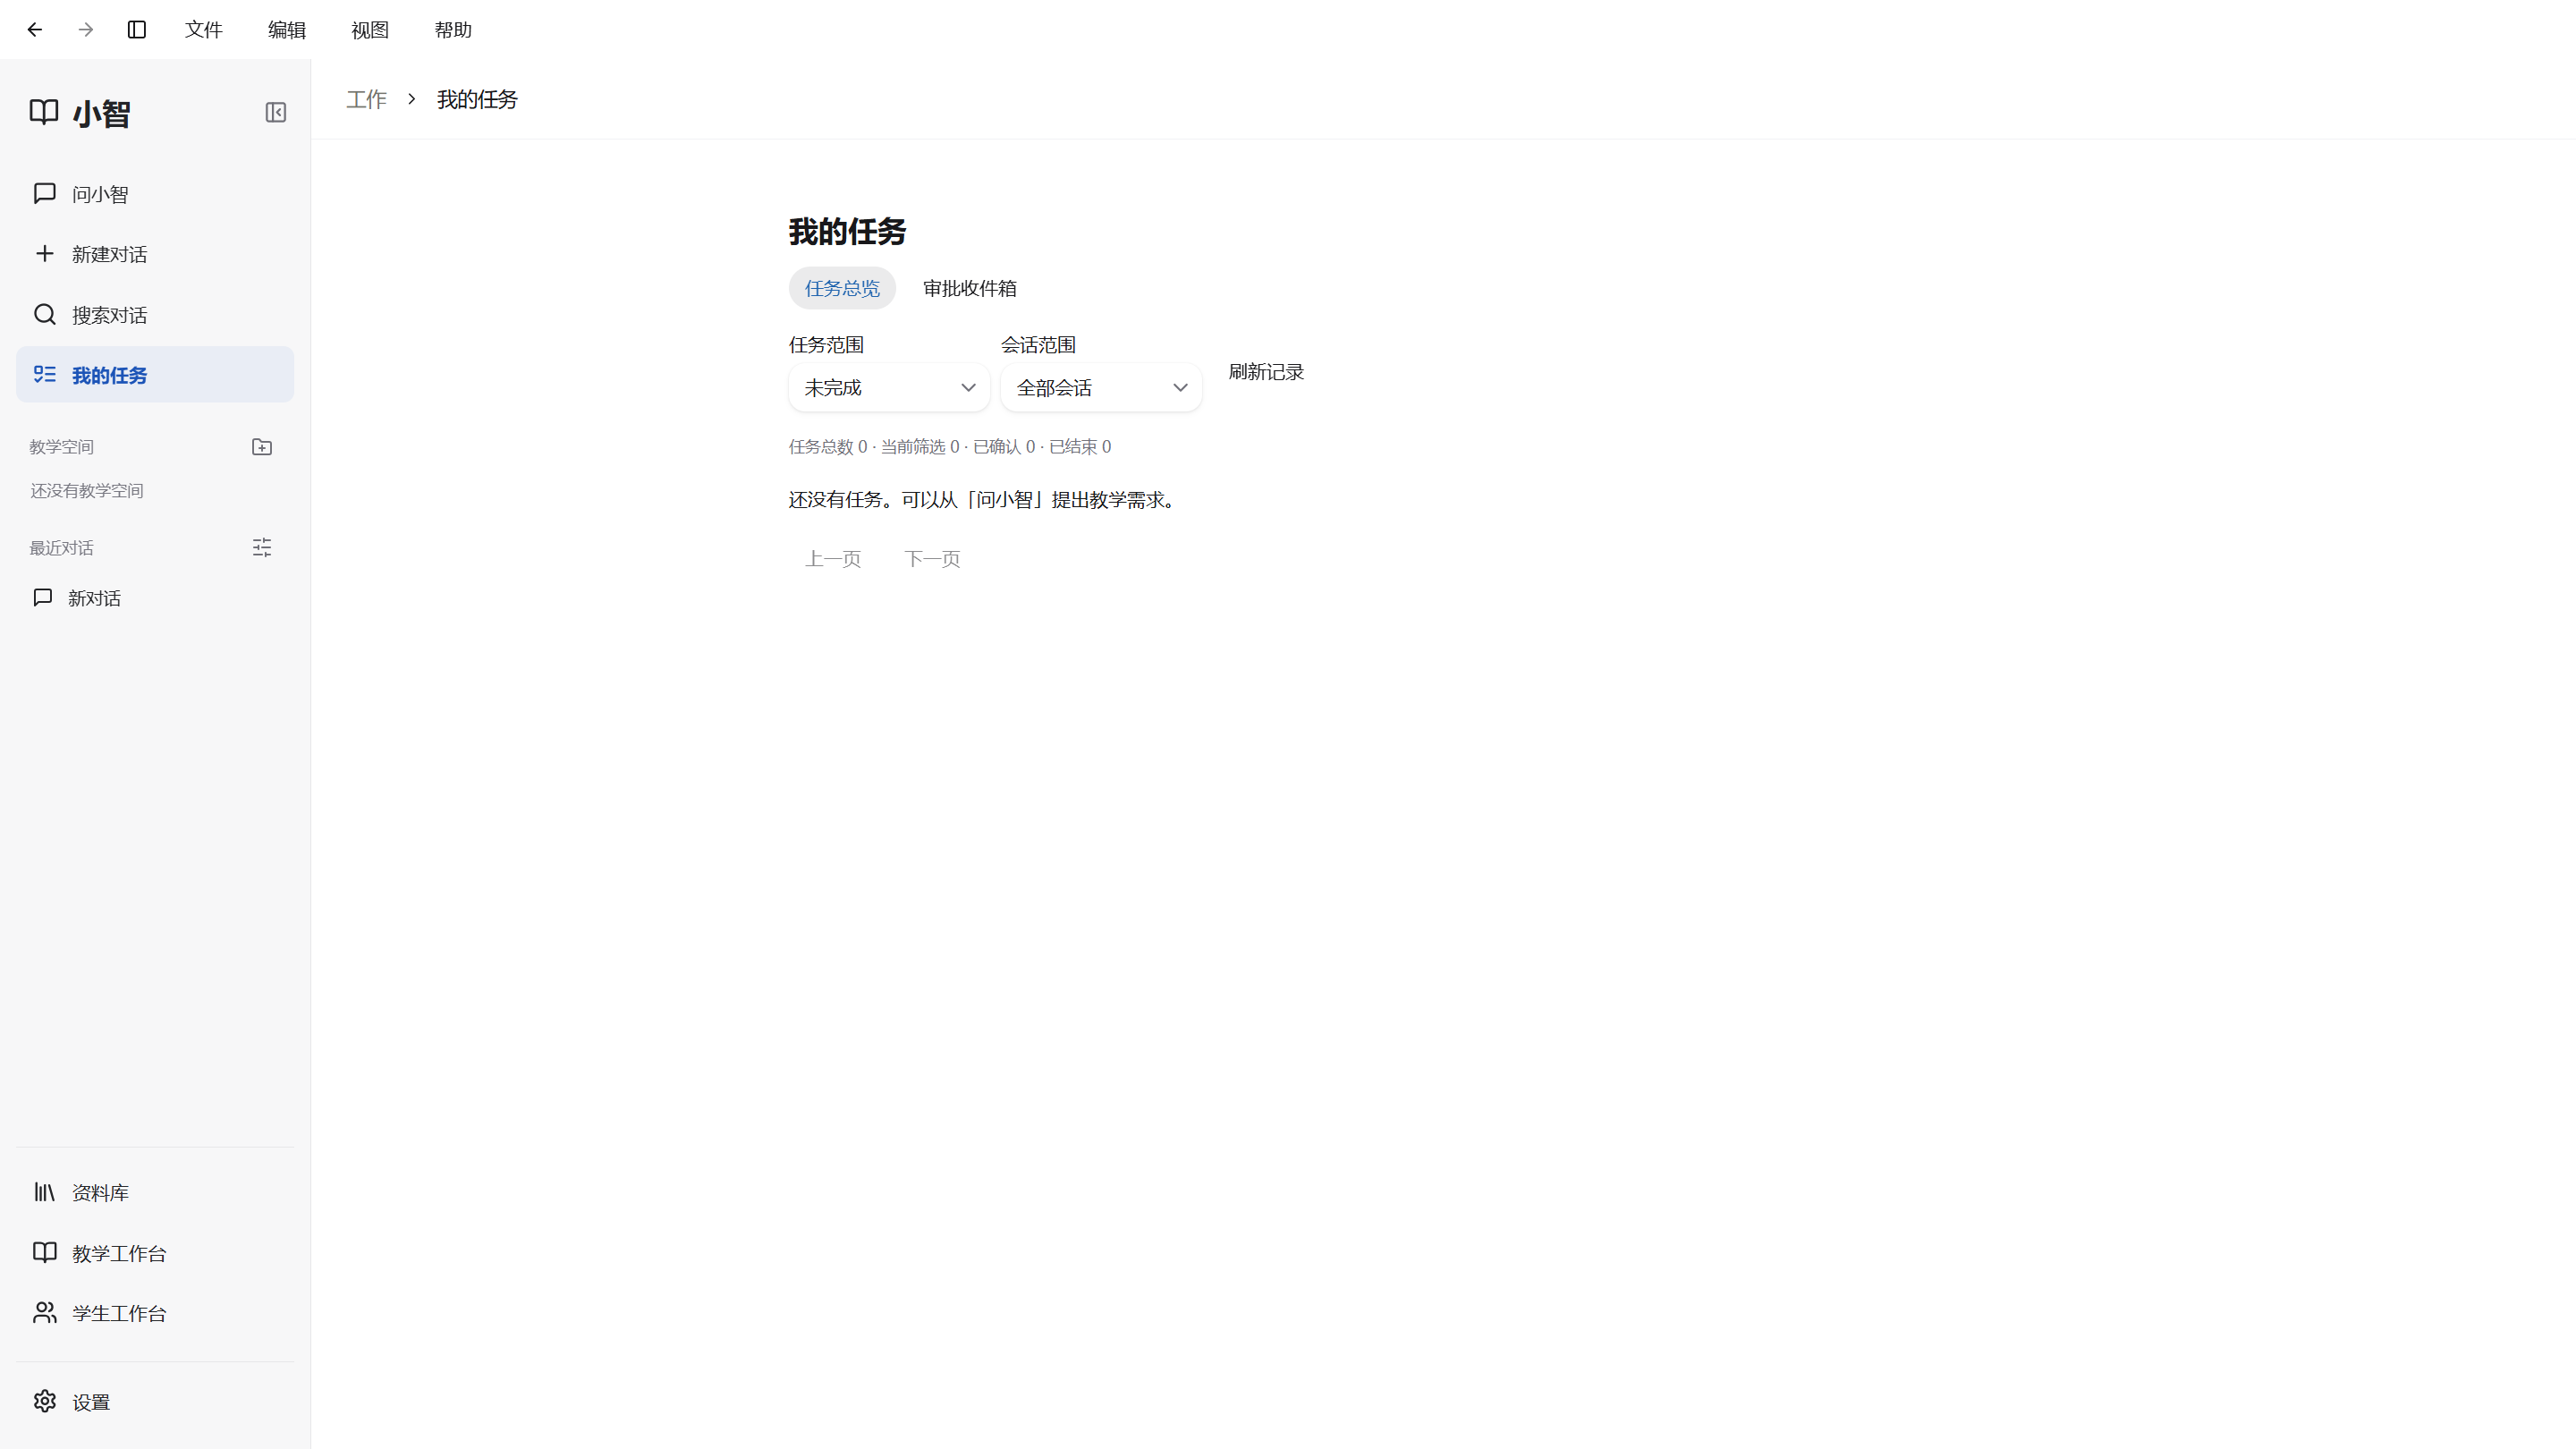 文件 编辑 视图 帮助
小智
工作 › 我的任务
问小智
新建对话
搜索对话
我的任务
教学空间
还没有教学空间
最近对话
新对话
资料库
教学工作台
学生工作台
设置
我的任务
任务总览 审批收件箱
任务范围 会话范围
未完成 全部会话 刷新记录
任务总数 0 · 当前筛选 0 · 已确认 0 · 已结束 0
还没有任务。可以从「问小智」提出教学需求。
上一页 下一页